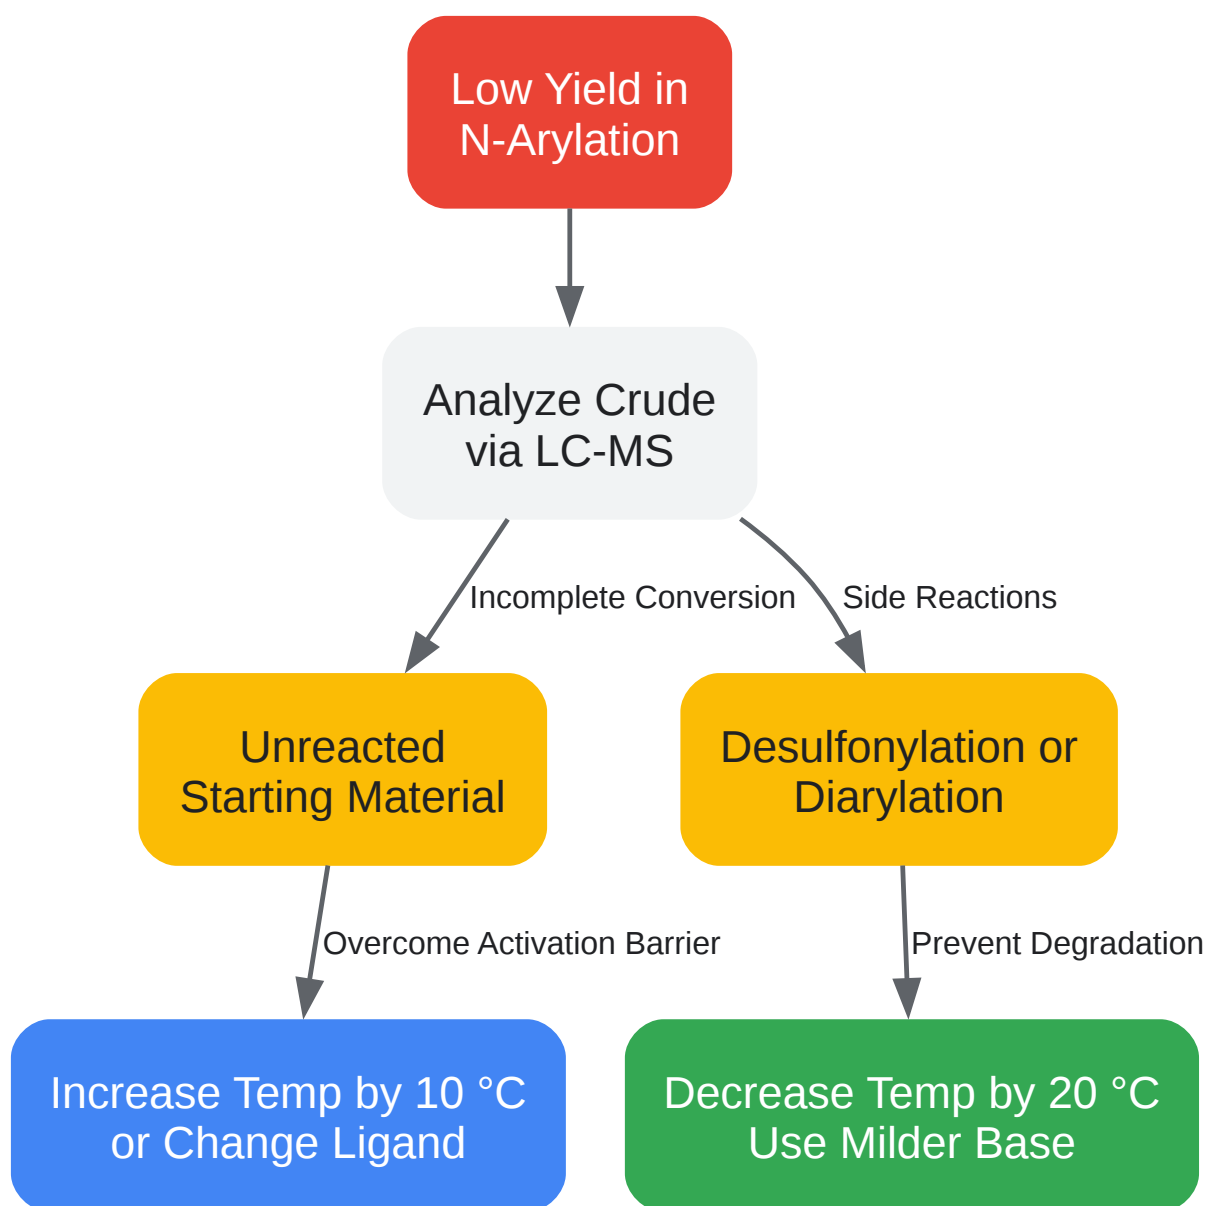 Low Yield in
N-Arylation
Analyze Crude
via LC-MS
Incomplete Conversion
Side Reactions
Unreacted
Starting Material
Desulfonylation or
Diarylation
Overcome Activation Barrier
Prevent Degradation
Increase Temp by 10 °C
or Change Ligand
Decrease Temp by 20 °C
Use Milder Base